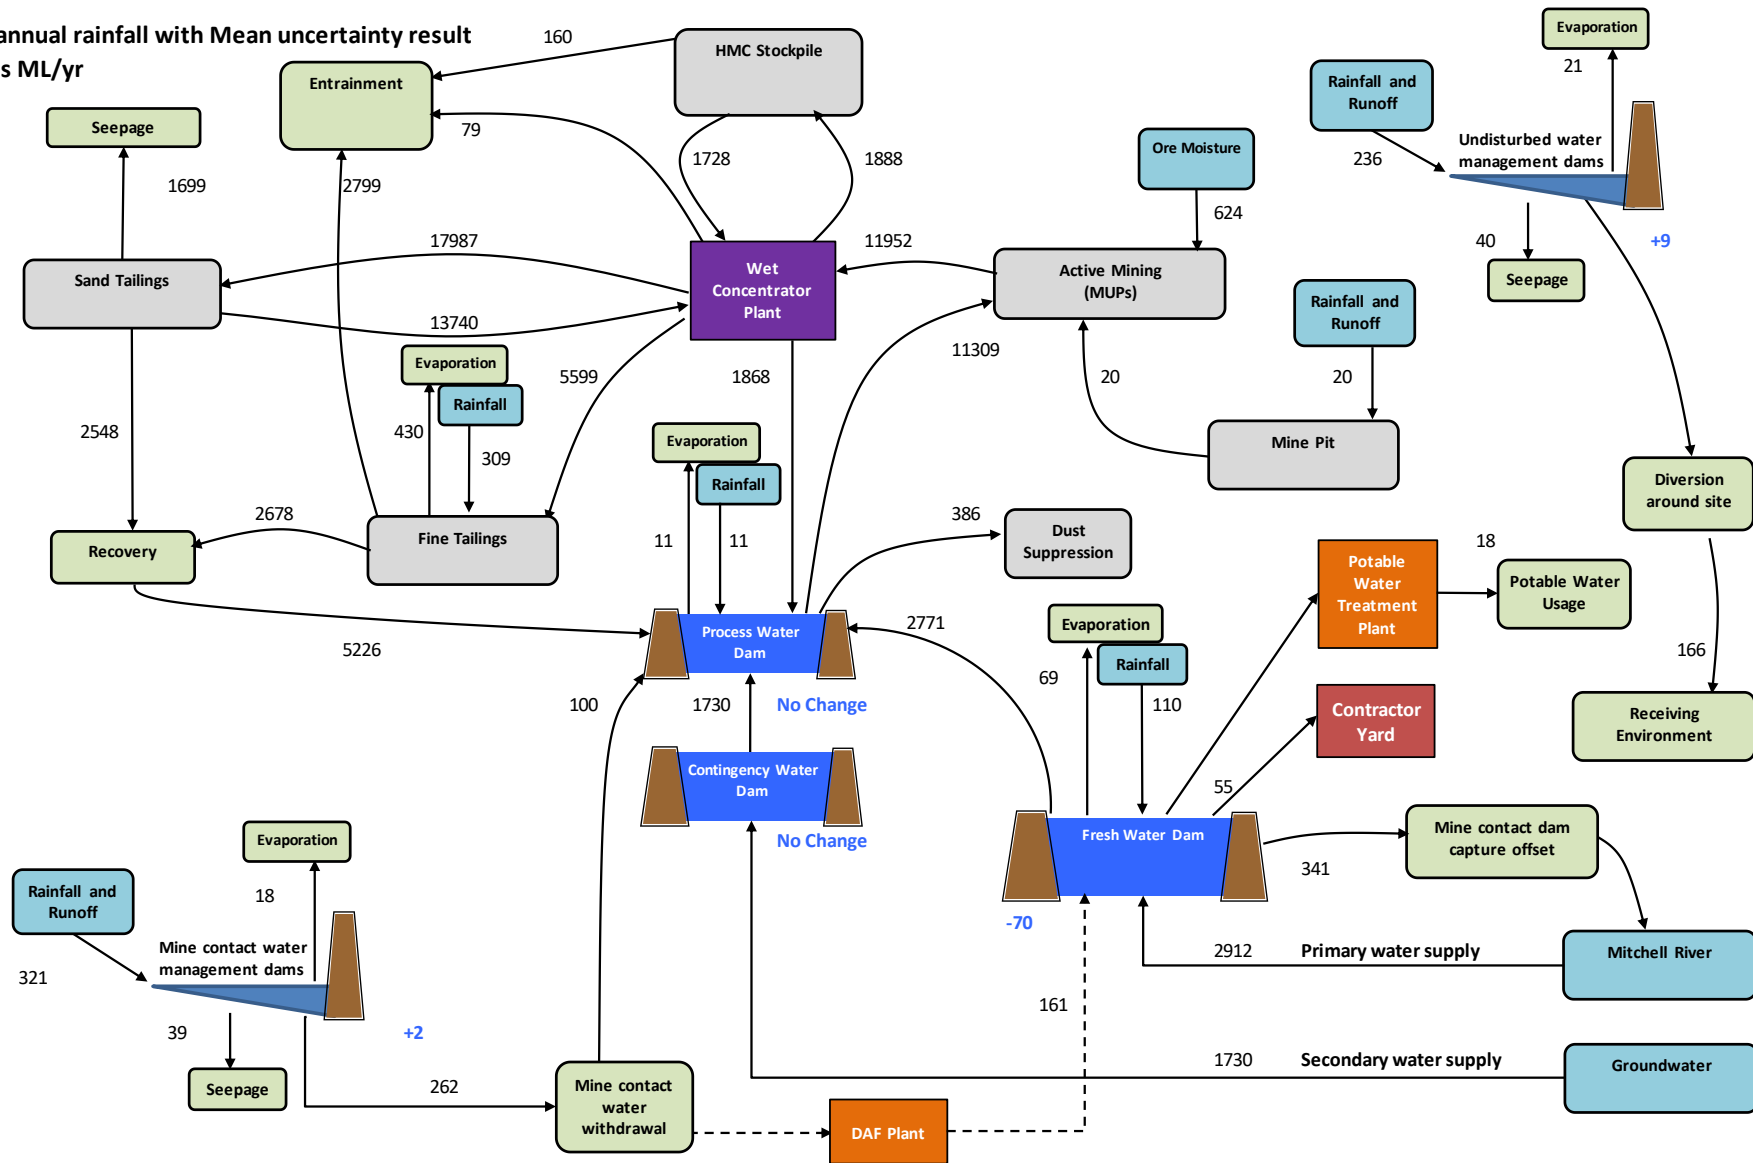 annual rainfall with Mean uncertainty result
s ML/yr
160
HMC Stockpile
Entrainment
79
Seepage
1699
2799
1728
1888
Ore Moisture
624
Evaporation
21
Rainfall and
Runoff
236
Undisturbed water
management dams
+9
40
Seepage
17987
11952
Sand Tailings
Wet
Concentrator
Plant
Active Mining
(MUPs)
13740
Rainfall and
Runoff
Evaporation
Rainfall
5599
1868
11309
20
20
2548
430
309
Mine Pit
Evaporation
Rainfall
Diversion
around site
2678
Recovery
Fine Tailings
11
11
386
Dust
Suppression
Potable
Water
Treatment
Plant
18
Potable Water
Usage
5226
Process Water
Dam
2771
Evaporation
Rainfall
69
110
166
100
1730
No Change
Contractor
Yard
Receiving
Environment
Contingency Water
Dam
No Change
55
Fresh Water Dam
Mine contact dam
capture offset
341
-70
Evaporation
18
Rainfall and
Runoff
321
Mine contact water
management dams
+2
39
Seepage
262
2912
Primary water supply
Mitchell River
161
1730
Secondary water supply
Groundwater
Mine contact
water
withdrawal
DAF Plant